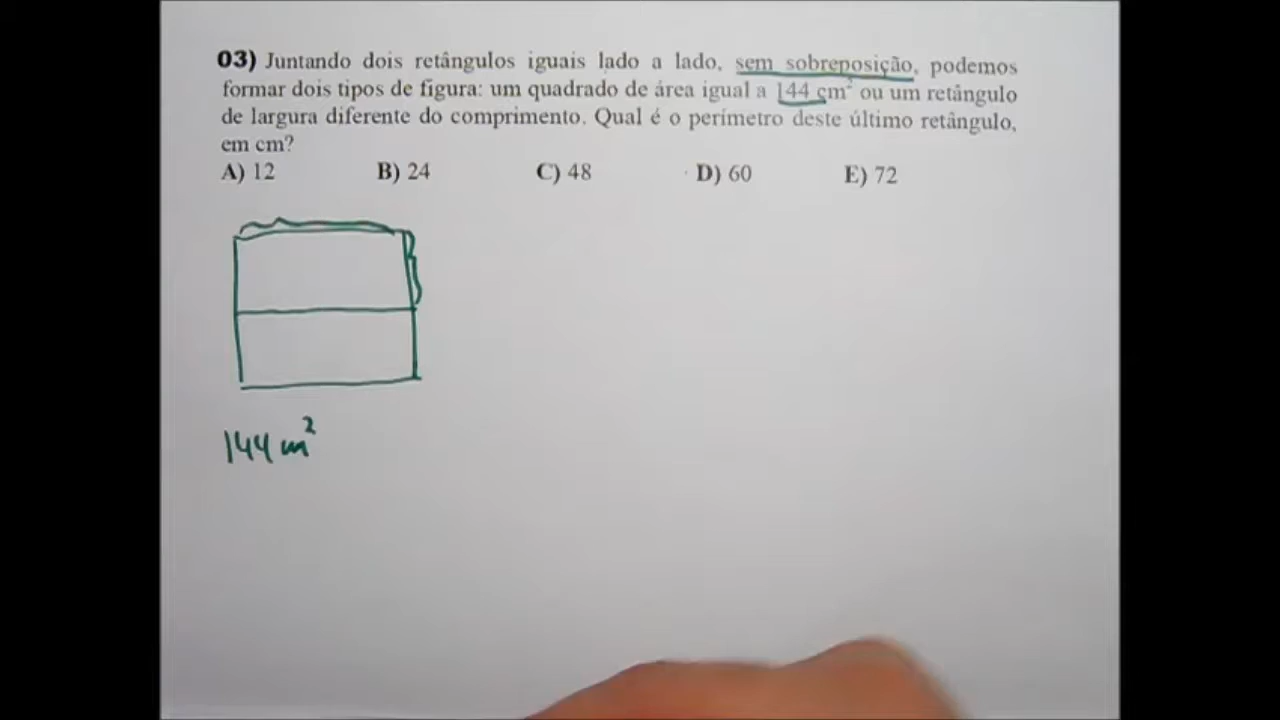 03) Juntando dois retângulos iguais lado a lado, sem sobreposição, podemos
formar dois tipos de figura: um quadrado de área igual a 144 cm² ou um retângulo
de largura diferente do comprimento. Qual é o perímetro deste último retângulo,
em cm?
A) 12 B) 24 C) 48 D) 60 E) 72
144 m²